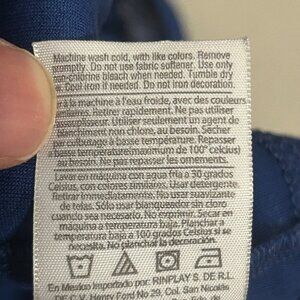 Machine wash cold, with like colors. Remove
promptly. Do not use fabric softener. Use only
non-chlorine bleach when needed. Tumble dry
low. Cool iron if needed. Do not iron decoration.
à la machine à l'eau froide, avec des couleurs
similaires. Retirer rapidement. Ne pas utiliser
Utiliser seulement un agent de
blanchiment non chloré, au besoin. Sécher
par culbutage à basse température. Repasser
à basse température(maximum de 100° celcius)
au besoin. Ne pas repasser les ornements.
Lavar en máquina con agua fría a 30 grados
Celsius, con colores similares. Usar detergente.
Retirar inmediatamente. No usar suavizante
de telas. Usar sólo blanqueador sin cloro
cuando sea necesario. No exprimir. Secar en
máquina a temperatura baja. Planchar a
temperatura baja a 100 grados Celsius si se
necesita. No planchar la decoración.
En Mexico importado por: RINPLAY S. DE R.L.
DE C.V. Henry Ford No 29, Col. San Nicolás